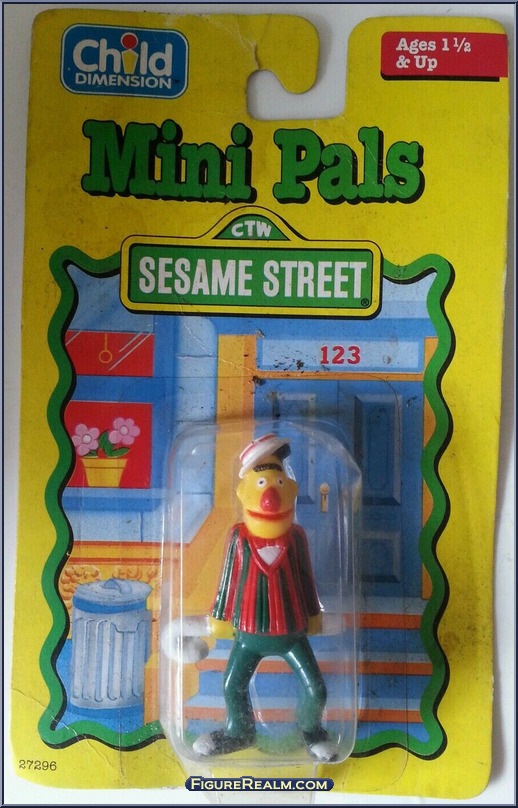 Child
DIMENSION
Ages 1 ½
& Up
Mini Pals
CTW
SESAME STREET®
123
27296
FIGUREREALM.COM